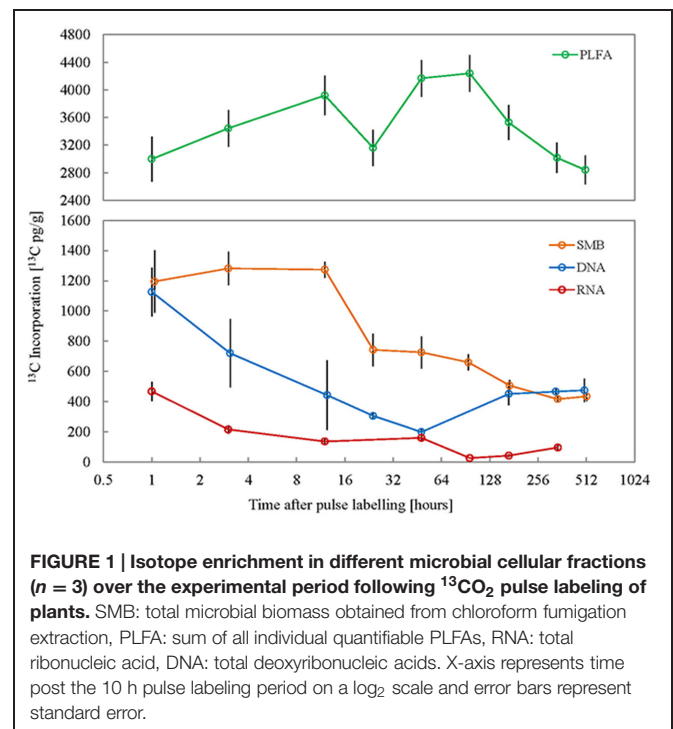 4800
4400
4000
3600
3200
2800
2400
PLFA
1600
1400
1200
1000
800
600
400
200
0
SMB
DNA
RNA
¹³C Incorporation [¹³C pg/g]
0.5 1 2 4 8 16 32 64 128 256 512 1024
Time after pulse labelling [hours]
FIGURE 1 | Isotope enrichment in different microbial cellular fractions
(n = 3) over the experimental period following ¹³CO₂ pulse labeling of
plants. SMB: total microbial biomass obtained from chloroform fumigation
extraction, PLFA: sum of all individual quantifiable PLFAs, RNA: total
ribonucleic acid, DNA: total deoxyribonucleic acids. X-axis represents time
post the 10 h pulse labeling period on a log₂ scale and error bars represent
standard error.